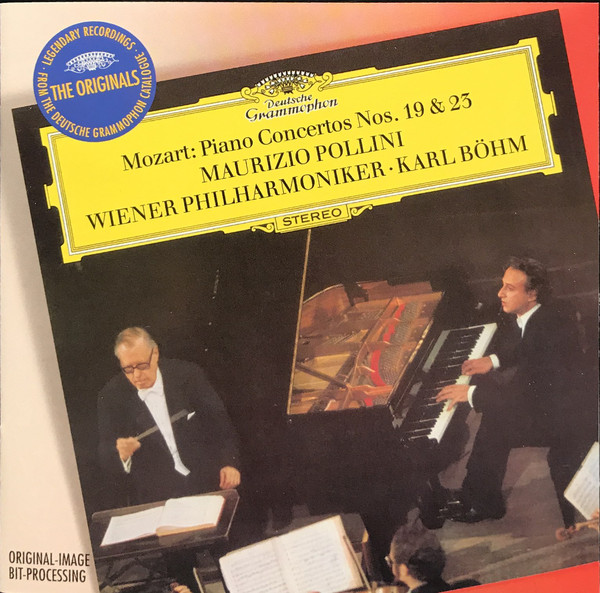 LEGENDARY RECORDINGS ·
FROM THE DEUTSCHE GRAMMOPHON CATALOGUE ·
THE ORIGINALS
Deutsche
Grammophon
Mozart: Piano Concertos Nos. 19 & 23
MAURIZIO POLLINI
WIENER PHILHARMONIKER · KARL BÖHM
STEREO
ORIGINAL-IMAGE
BIT-PROCESSING